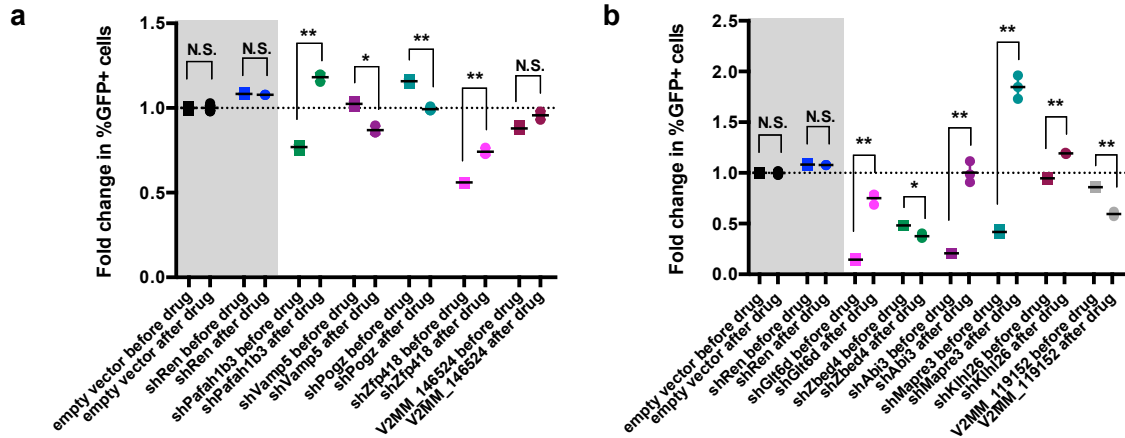 a
Fold change in %GFP+ cells
1.5
1.0
0.5
0.0
N.S.
N.S.
**
*
**
**
N.S.
empty vector before drug
empty vector after drug
shRen before drug
shRen after drug
shPafah1b3 before drug
shPafah1b3 after drug
shVamp5 before drug
shVamp5 after drug
shPogz before drug
shPogz after drug
shZfp418 before drug
shZfp418 after drug
V2MM_146524 before drug
V2MM_146524 after drug
b
Fold change in %GFP+ cells
2.5
2.0
1.5
1.0
0.5
0.0
N.S.
N.S.
**
*
**
**
**
**
empty vector before drug
empty vector after drug
shRen before drug
shRen after drug
shGlt6d before drug
shGlt6d after drug
shZbed4 before drug
shZbed4 after drug
shAbi3 before drug
shAbi3 after drug
shMapre3 before drug
shMapre3 after drug
shKlhl26 before drug
shKlhl26 after drug
V2MM_119152 before drug
V2MM_119152 after drug